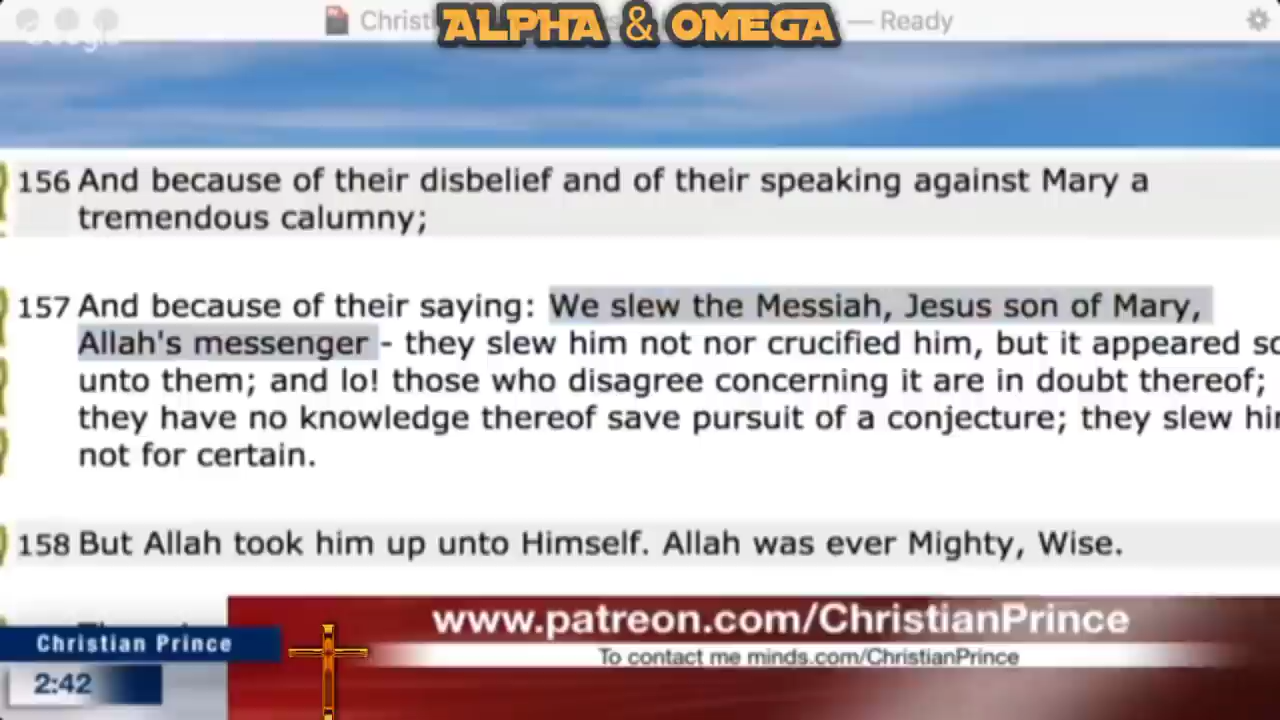 Christ
ALPHA & OMEGA
— Ready
Google
156 And because of their disbelief and of their speaking against Mary a
tremendous calumny;
157 And because of their saying: We slew the Messiah, Jesus son of Mary,
Allah's messenger - they slew him not nor crucified him, but it appeared so
unto them; and lo! those who disagree concerning it are in doubt thereof;
they have no knowledge thereof save pursuit of a conjecture; they slew hi
not for certain.
158 But Allah took him up unto Himself. Allah was ever Mighty, Wise.
www.patreon.com/ChristianPrince
Christian Prince
To contact me minds.com/ChristianPrince
2:42